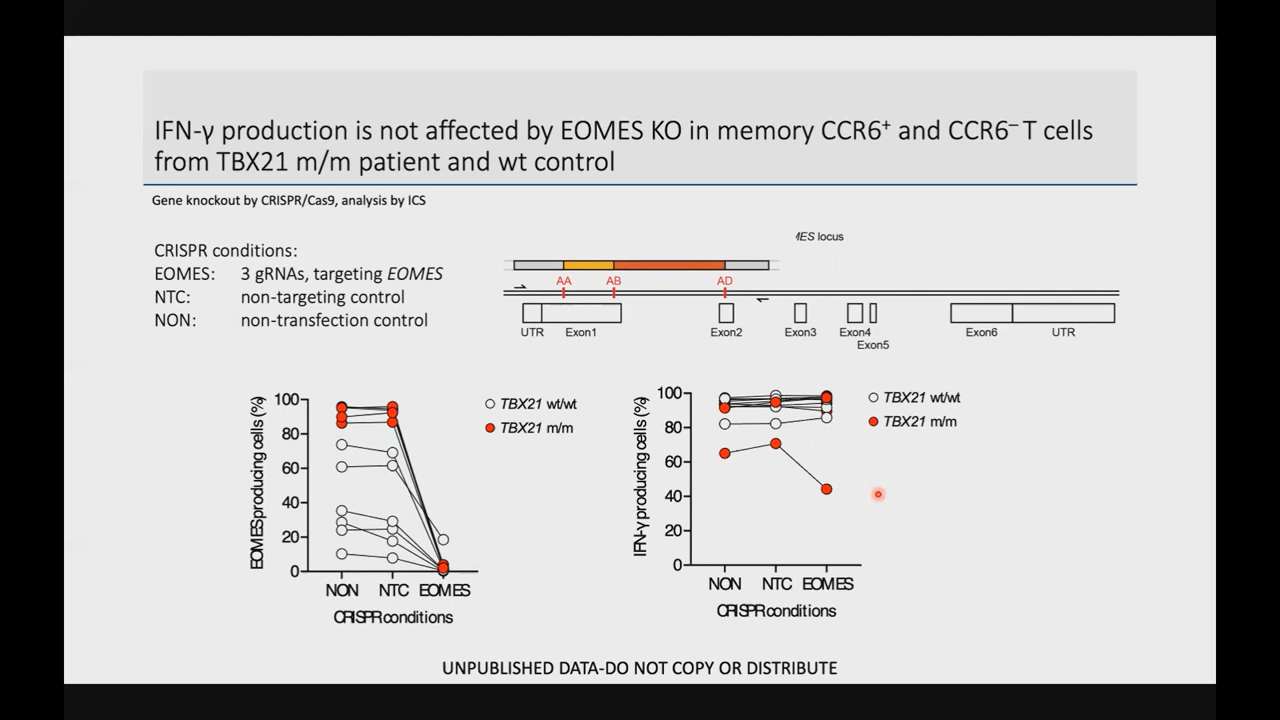 IFN-γ production is not affected by EOMES KO in memory CCR6⁺ and CCR6⁻ T cells
from TBX21 m/m patient and wt control
Gene knockout by CRISPR/Cas9, analysis by ICS
CRISPR conditions:
EOMES: 3 gRNAs, targeting EOMES
NTC: non-targeting control
NON: non-transfection control
MES locus
AA AB AD
UTR Exon1 Exon2 Exon3 Exon4 Exon6 UTR
Exon5
EOMES producing cells (%)
100
80
60
40
20
0
NON NTC EOMES
CRISPR conditions
TBX21 wt/wt
TBX21 m/m
IFN-γ producing cells (%)
100
80
60
40
20
0
NON NTC EOMES
CRISPR conditions
TBX21 wt/wt
TBX21 m/m
UNPUBLISHED DATA-DO NOT COPY OR DISTRIBUTE